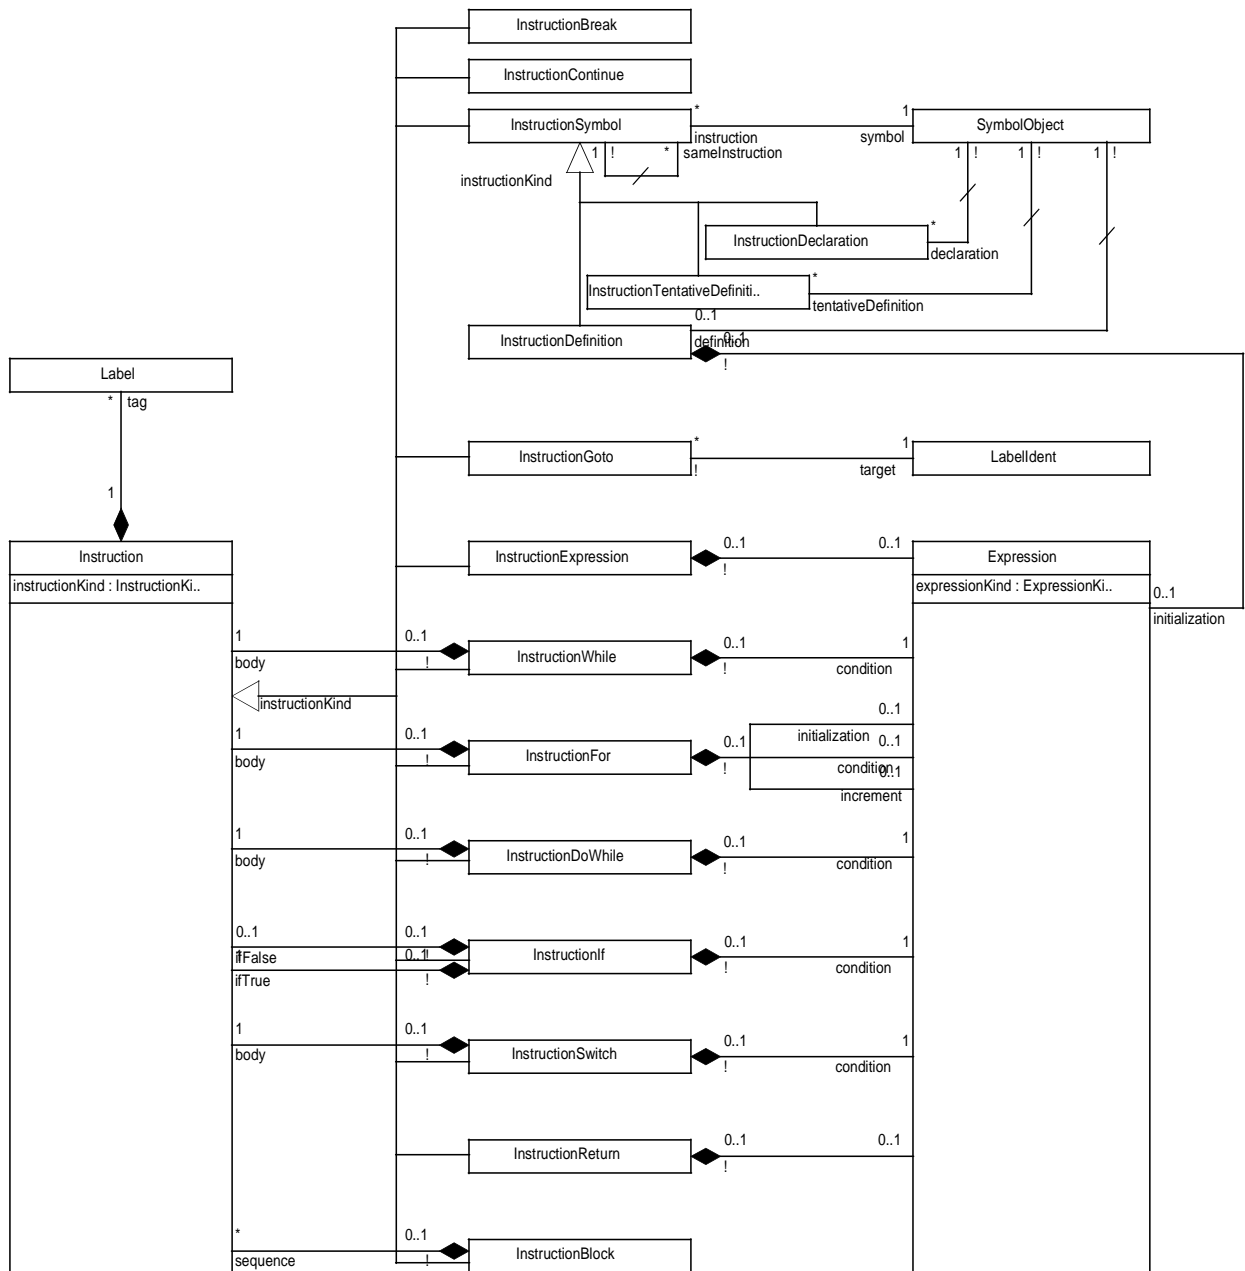 InstructionBreak
InstructionContinue
InstructionSymbol
* 1
SymbolObject
instruction symbol
1 ! * sameInstruction
1 ! 1 ! 1 !
instructionKind
InstructionDeclaration
*
declaration
InstructionTentativeDefiniti..
*
tentativeDefinition
0..1
InstructionDefinition
definition
0..1
!
Label
* tag
1
InstructionGoto
* 1
! target
LabelIdent
Instruction
instructionKind : InstructionKi..
InstructionExpression
0..1 0..1
!
Expression
expressionKind : ExpressionKi..
0..1
initialization
1 0..1
body !
InstructionWhile
0..1 1
! condition
instructionKind
0..1
initialization
1 0..1
body !
InstructionFor
0..1 0..1
! condition
0..1
increment
1 0..1
body !
InstructionDoWhile
0..1 1
! condition
0..1 0..1
ifFalse !
1 0..1
ifTrue !
InstructionIf
0..1 1
! condition
1 0..1
body !
InstructionSwitch
0..1 1
! condition
InstructionReturn
0..1 0..1
!
* 0..1
sequence !
InstructionBlock